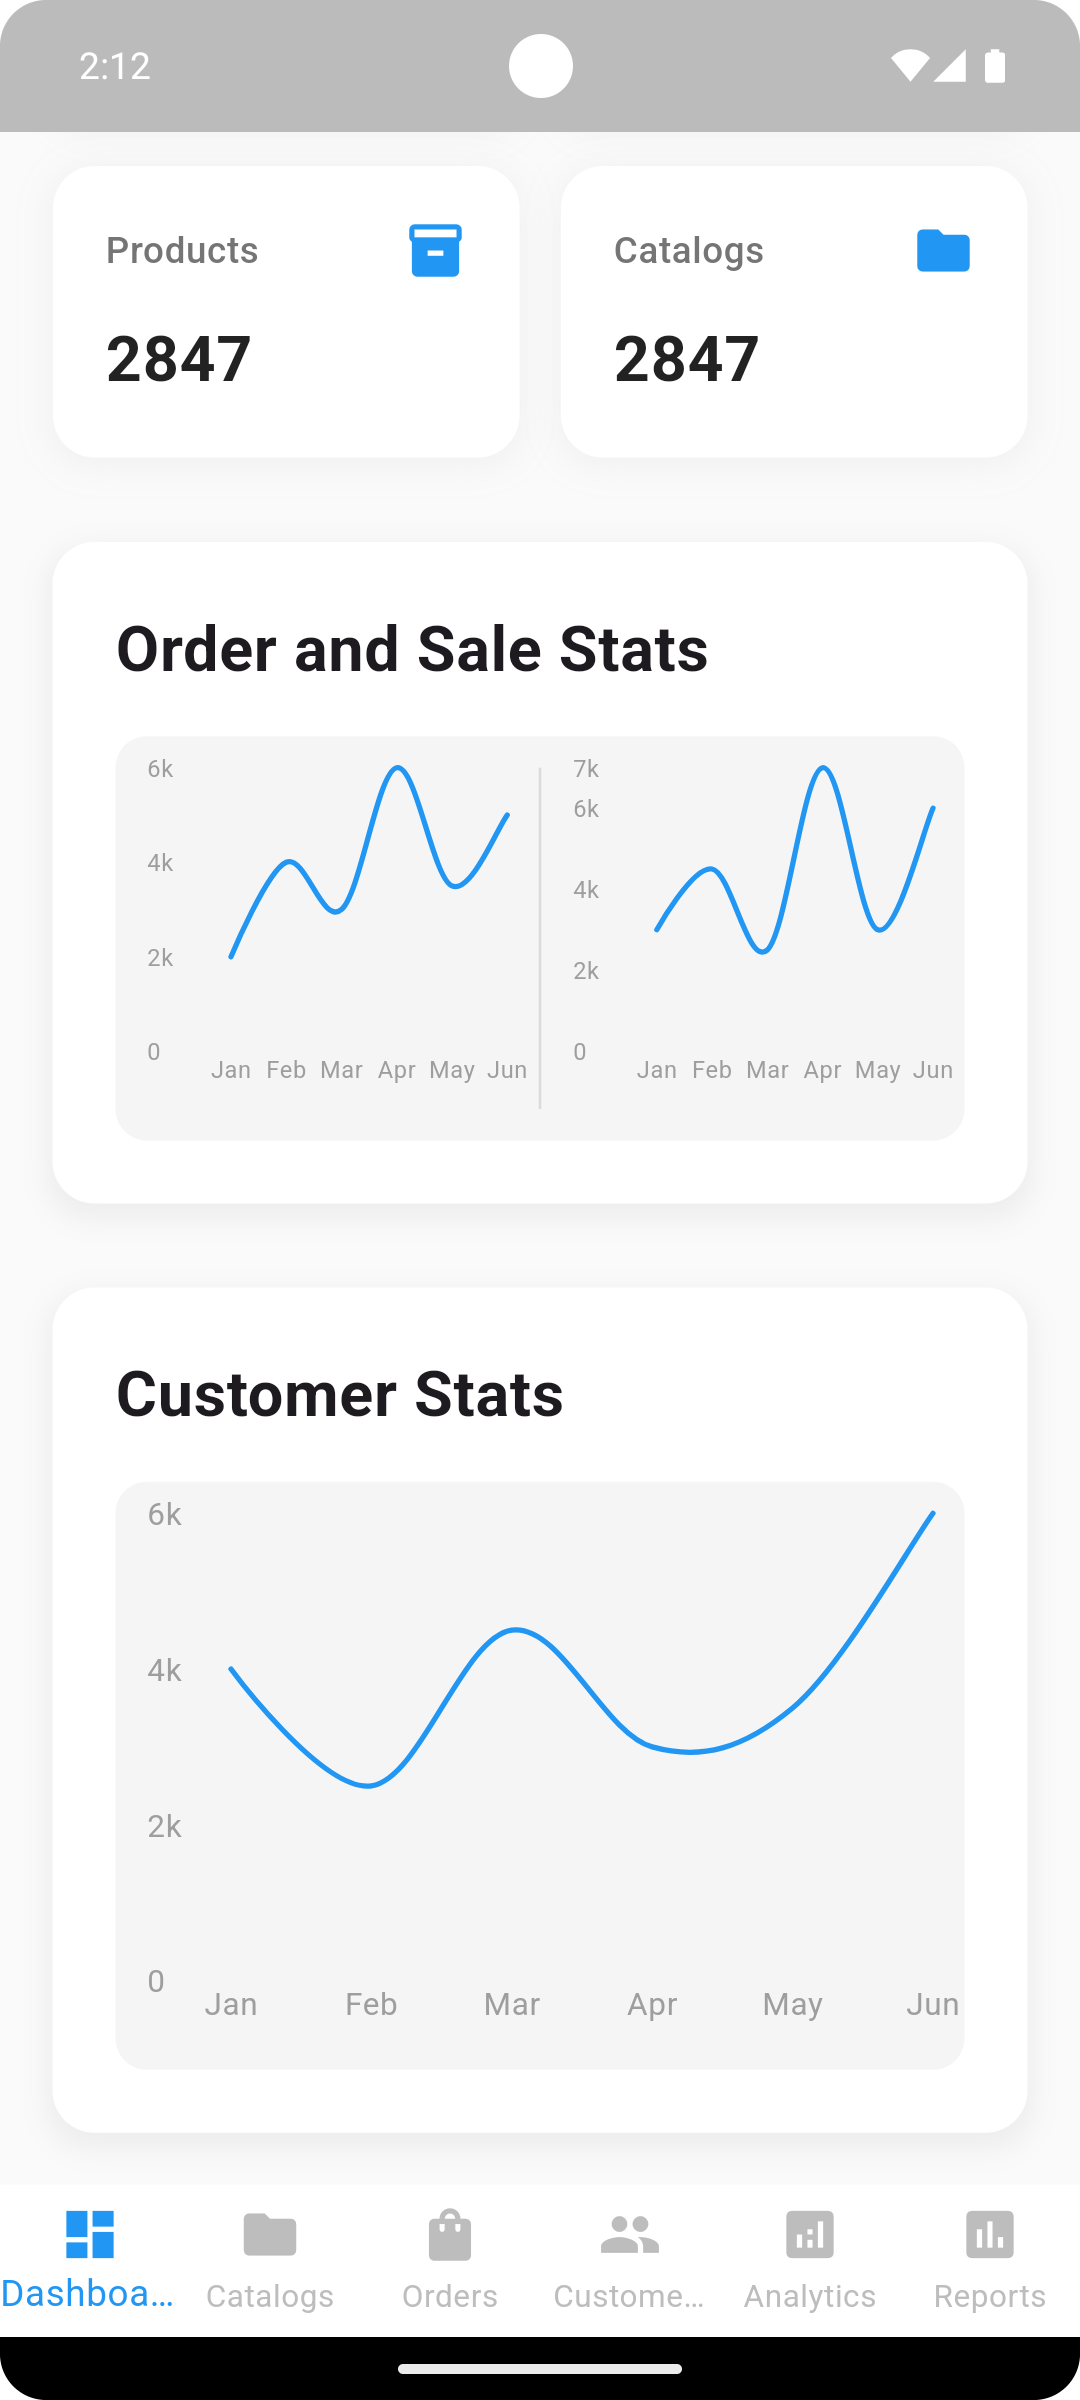 2:12
Products
Catalogs
2847
2847
Order and Sale Stats
6k
4k
2k
0
Jan Feb Mar Apr May Jun
7k
6k
4k
2k
0
Jan Feb Mar Apr May Jun
Customer Stats
6k
4k
2k
0
Jan Feb Mar Apr May Jun
Dashboa… Catalogs Orders Custome… Analytics Reports